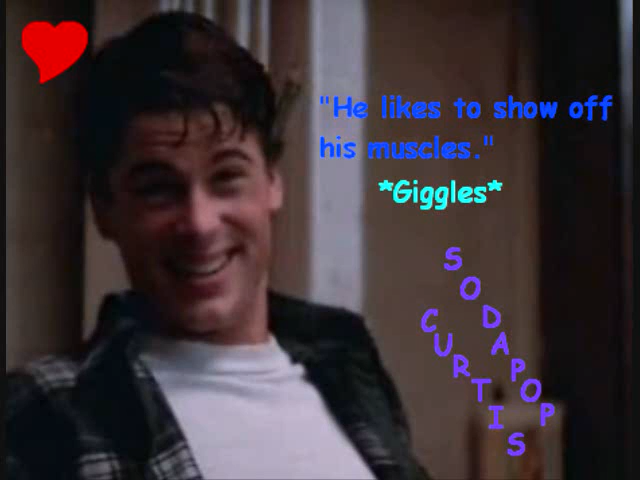 "He likes to show off
his muscles."
*Giggles*
SODAPOP
CURTIS